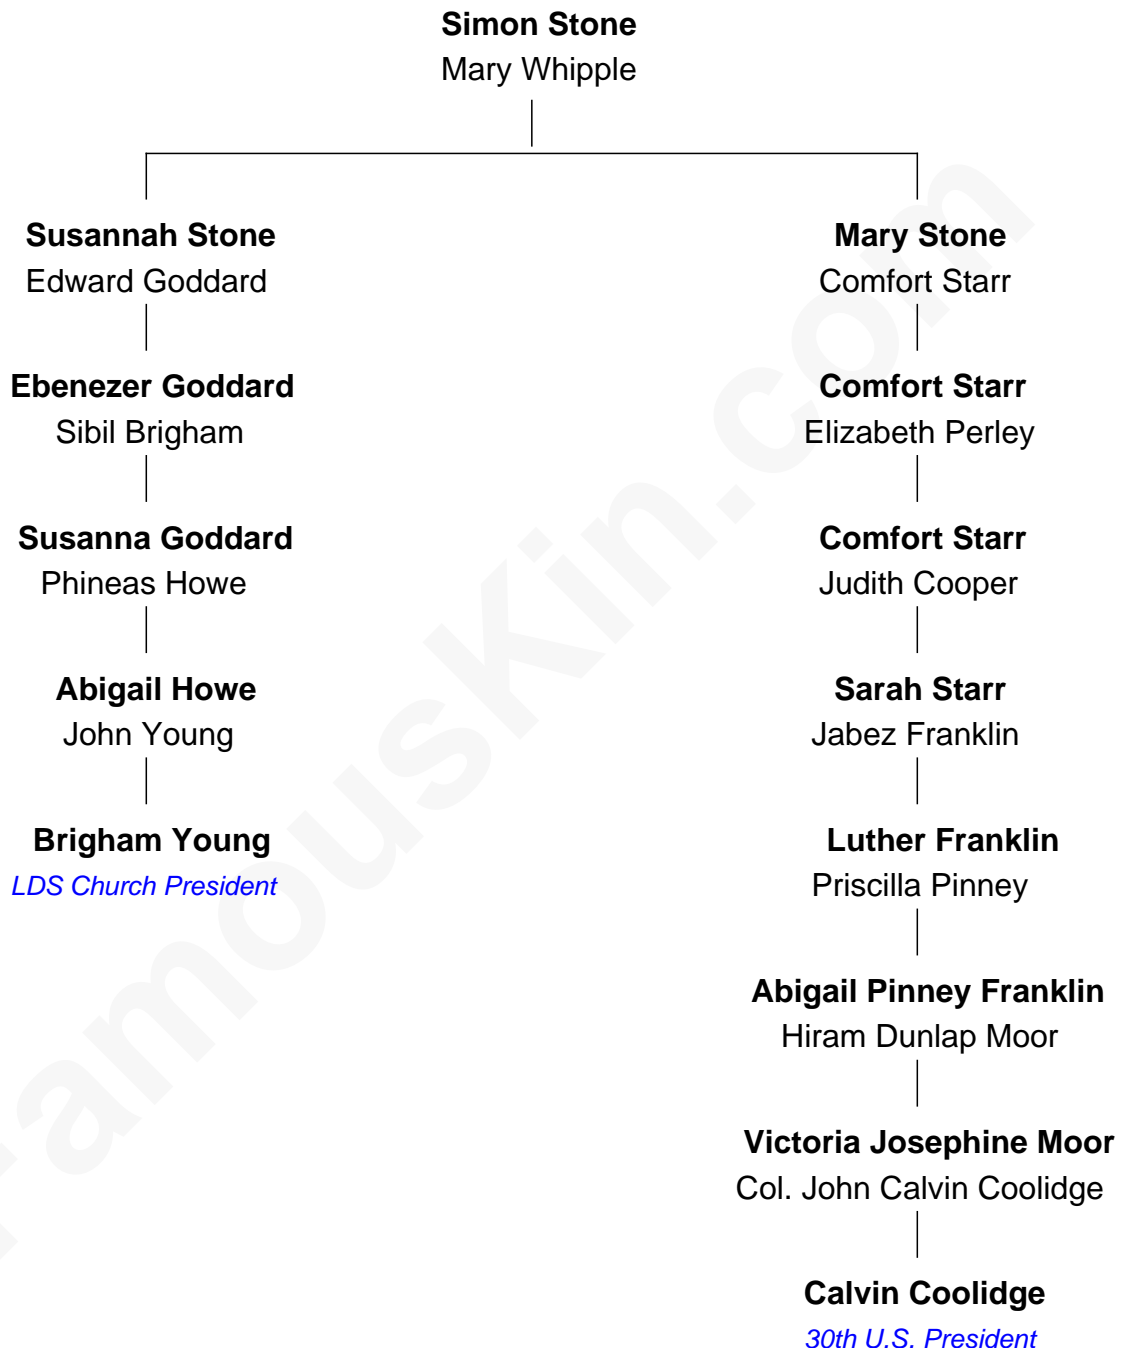 Simon Stone
Mary Whipple
Susannah Stone
Edward Goddard
Mary Stone
Comfort Starr
Ebenezer Goddard
Sibil Brigham
Comfort Starr
Elizabeth Perley
Susanna Goddard
Phineas Howe
Comfort Starr
Judith Cooper
Abigail Howe
John Young
Sarah Starr
Jabez Franklin
Brigham Young
LDS Church President
Luther Franklin
Priscilla Pinney
Abigail Pinney Franklin
Hiram Dunlap Moor
Victoria Josephine Moor
Col. John Calvin Coolidge
Calvin Coolidge
30th U.S. President
FamousKin.com